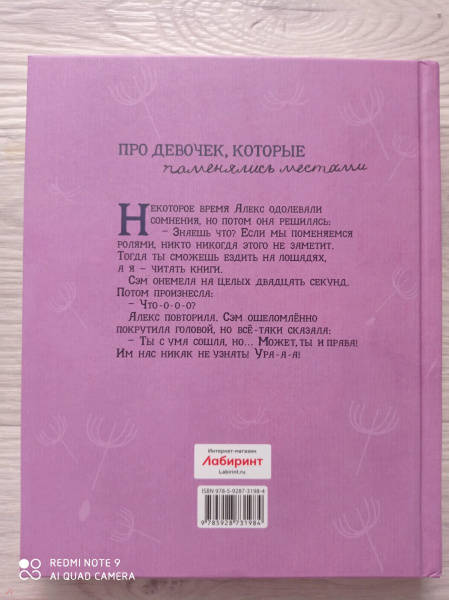 ПРО ДЕВОЧЕК, КОТОРЫЕ
поменялись местами
Некоторое время Алекс одолевали
сомнения, но потом она решилась:
– Знаешь что? Если мы поменяемся
ролями, никто никогда этого не заметит.
Тогда ты сможешь ездить на лошадях,
а я – читать книги.
Сэм онемела на целых двадцать секунд.
Потом произнесла:
– Что-о-о-о?
Алекс повторила. Сэм ошеломлённо
покрутила головой, но всё-таки сказала:
– Ты с ума сошла, но... Может, ты и права!
Им нас никак не узнать! Ура-а-а!
Интернет-магазин
Лабиринт
Labirint.ru
ISBN 978-5-9287-3198-4
9 785928 731984
REDMI NOTE 9
AI QUAD CAMERA